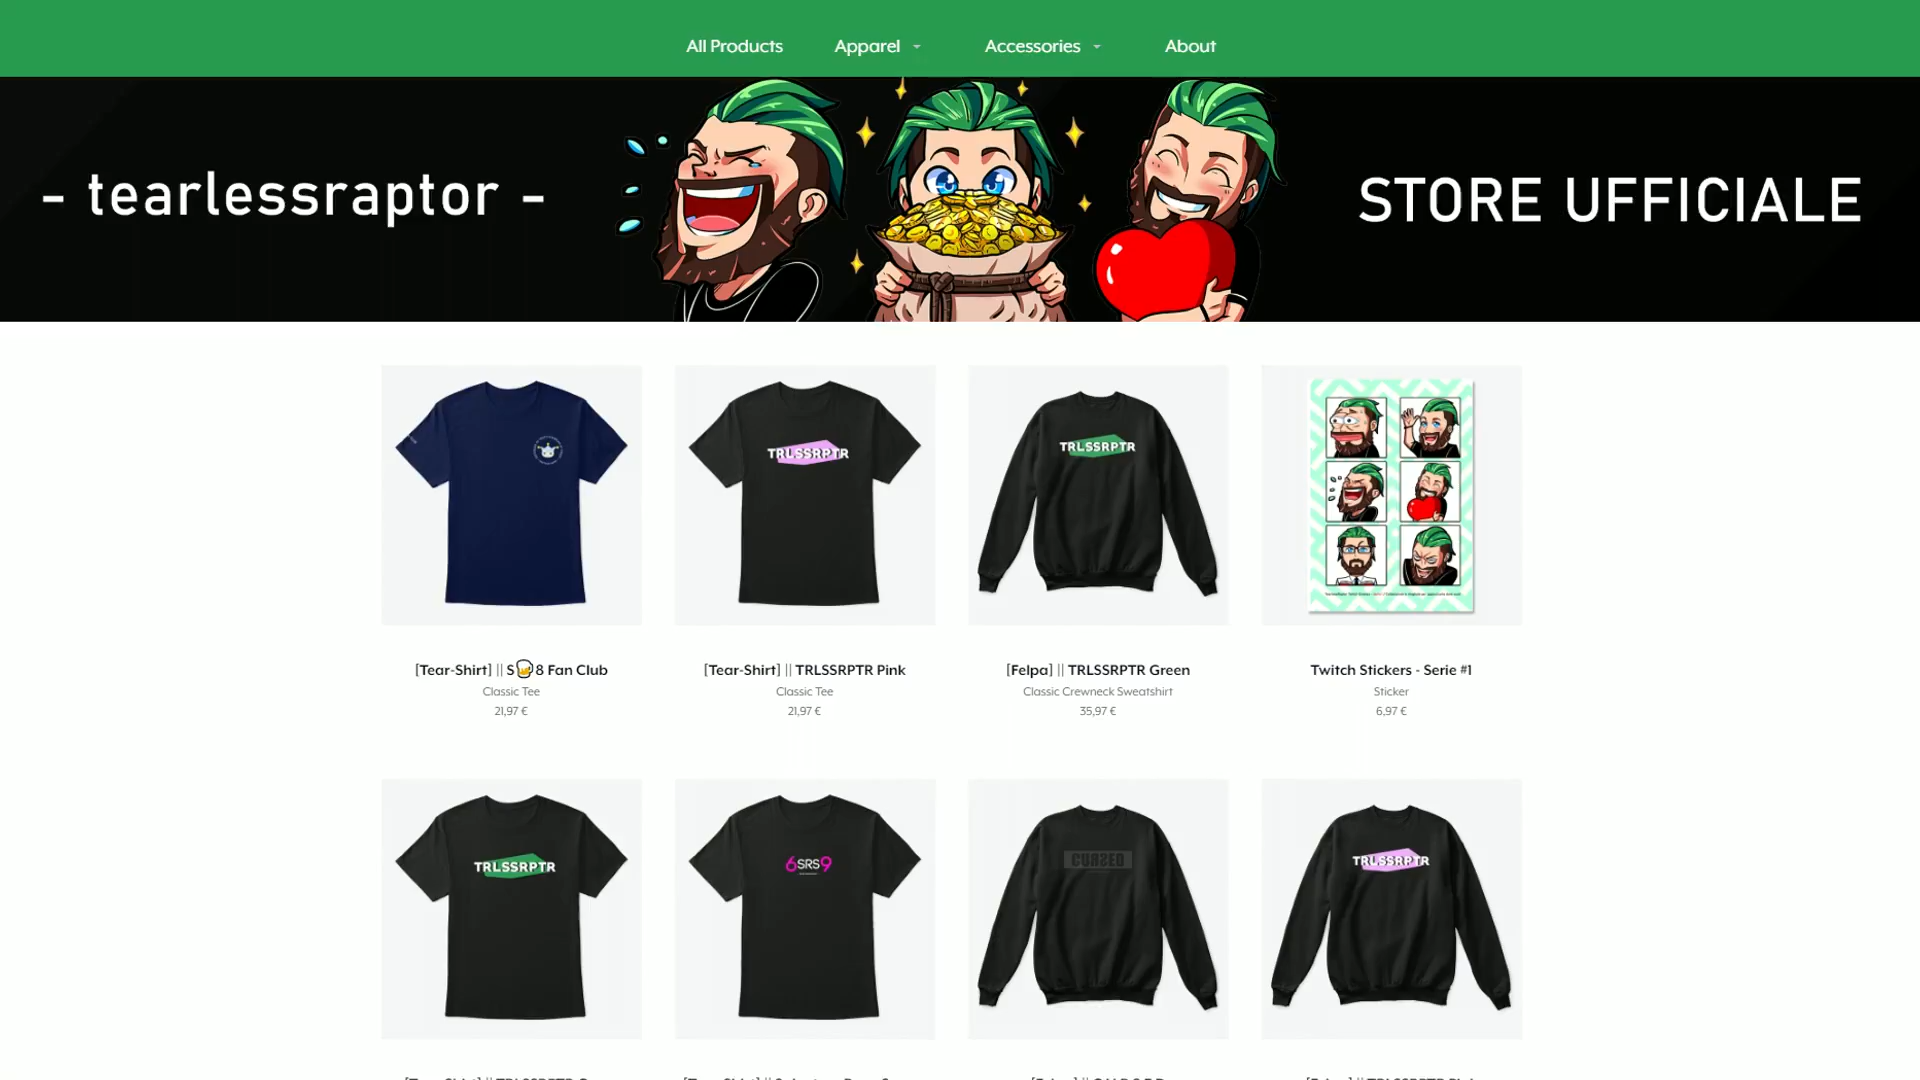 All Products Apparel Accessories About
- tearlessraptor - STORE UFFICIALE
TRLSSRPTR
TRLSSRPTR
[Tear-Shirt] || S🍺8 Fan Club
Classic Tee
21,97 €
[Tear-Shirt] || TRLSSRPTR Pink
Classic Tee
21,97 €
[Felpa] || TRLSSRPTR Green
Classic Crewneck Sweatshirt
35,97 €
Twitch Stickers - Serie #1
Sticker
6,97 €
TRLSSRPTR
6SRS9
CURSED
TRLSSRPTR